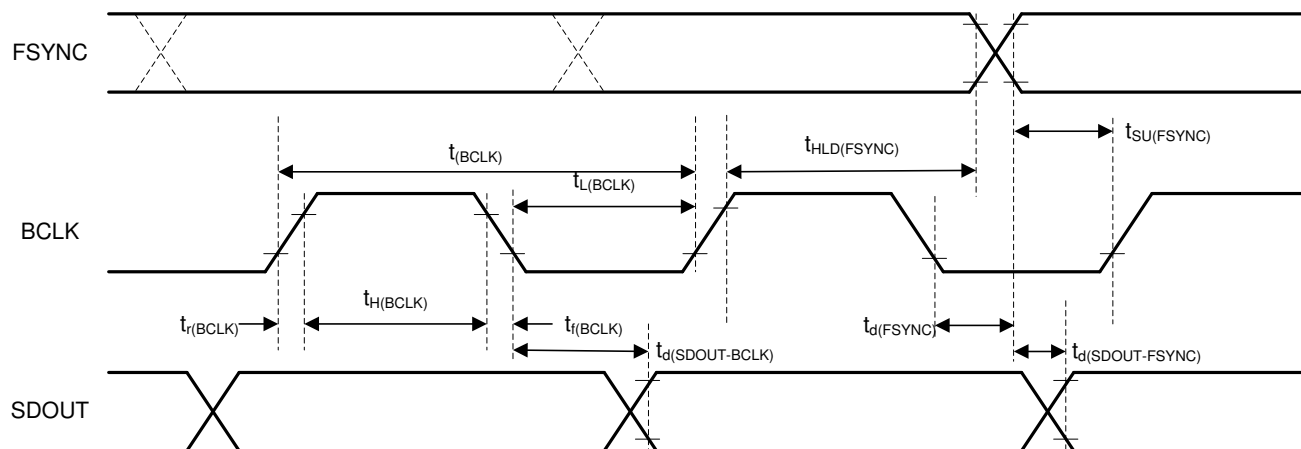 FSYNC
t(BCLK)
tHLD(FSYNC)
tSU(FSYNC)
tL(BCLK)
BCLK
tH(BCLK)
tr(BCLK)
tf(BCLK)
td(FSYNC)
td(SDOUT-BCLK)
td(SDOUT-FSYNC)
SDOUT